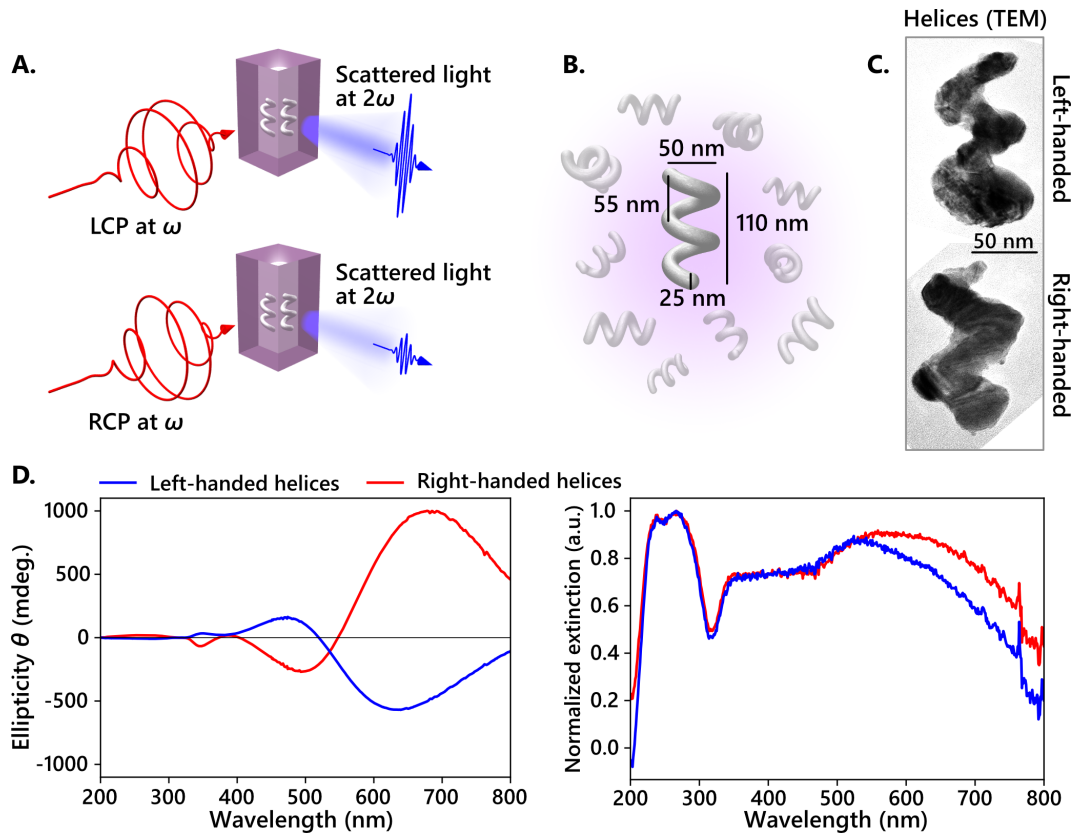 A.
Scattered light
at 2ω
LCP at ω
Scattered light
at 2ω
RCP at ω
B.
50 nm
55 nm
110 nm
25 nm
Helices (TEM)
C.
Left-handed
50 nm
Right-handed
D.
Left-handed helices
Right-handed helices
Ellipticity θ (mdeg.)
1000
500
0
-500
-1000
200 300 400 500 600 700 800
Wavelength (nm)
Normalized extinction (a.u.)
1.0
0.8
0.6
0.4
0.2
0.0
200 300 400 500 600 700 800
Wavelength (nm)